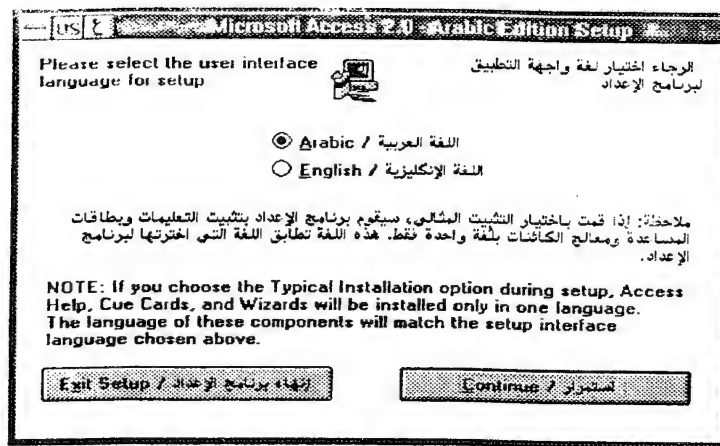 US ع Microsoft Access 2.0 Arabic Edition Setup
Please select the user interface
language for setup
الرجاء اختيار لغة واجهة التطبيق
لبرنامج الإعداد
Arabic / اللغة العربية
English / اللغة الإنكليزية
ملاحظة: إذا قمت باختيار التثبيت المثالي، سيقوم برنامج الإعداد بتثبيت التعليمات وبطاقات
المساعدة ومعالج الكائنات بلغة واحدة فقط. هذه اللغة تطابق اللغة التي اخترتها لبرنامج
الإعداد.
NOTE: If you choose the Typical Installation option during setup, Access
Help, Cue Cards, and Wizards will be installed only in one language.
The language of these components will match the setup interface
language chosen above.
Exit Setup / إنهاء برنامج الإعداد
Continue / استمرار